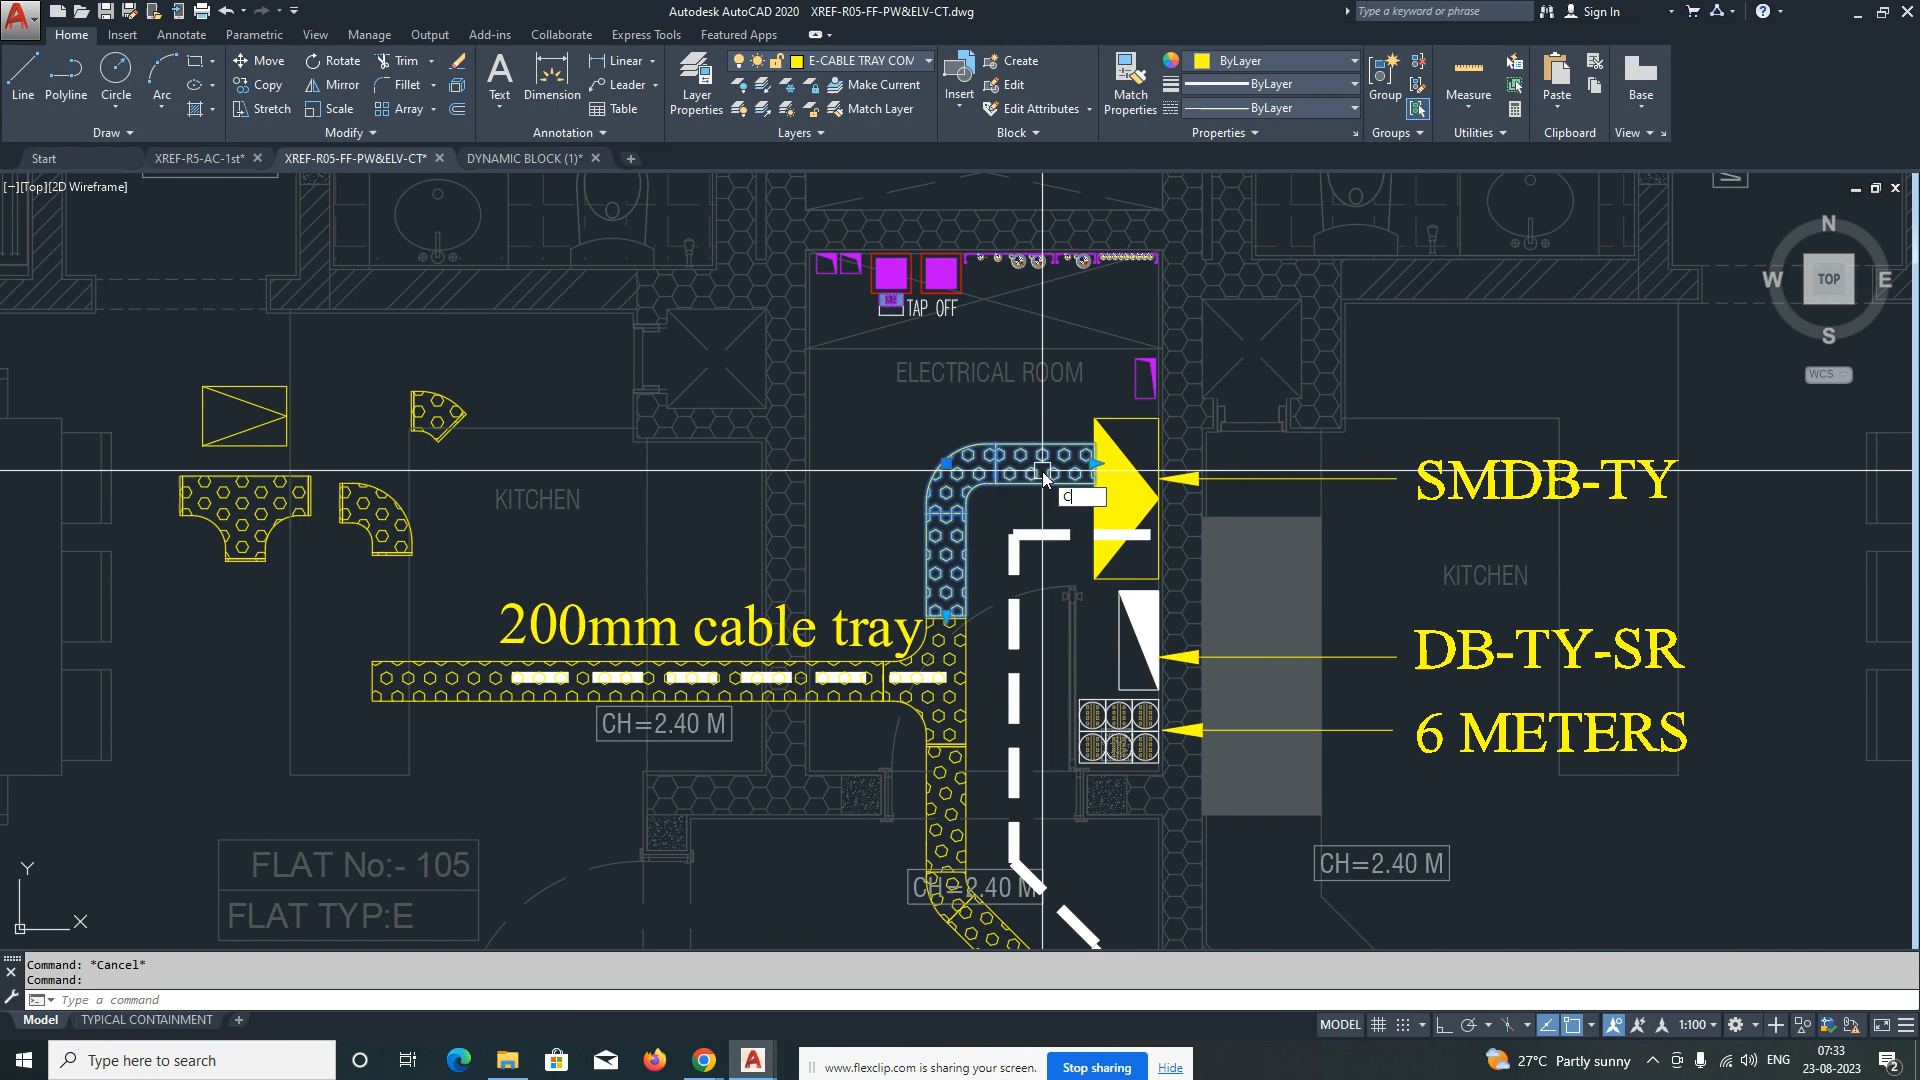 Autodesk AutoCAD 2020 XREF-R05-FF-PW&ELV-CT.dwg
Type a keyword or phrase
Sign In
Home Insert Annotate Parametric View Manage Output Add-ins Collaborate Express Tools Featured Apps
Line Polyline Circle Arc
Move Rotate Trim
Copy Mirror Fillet
Stretch Scale Array
Text Dimension
Linear
Leader
Table
Layer Properties
E-CABLE TRAY COM
Make Current
Match Layer
Insert
Create
Edit
Edit Attributes
Match Properties
ByLayer
ByLayer
ByLayer
Group Measure Paste Base
Draw Modify Annotation Layers Block Properties Groups Utilities Clipboard View
Start XREF-R5-AC-1st* XREF-R05-FF-PW&ELV-CT* DYNAMIC BLOCK (1)*
[−][Top][2D Wireframe]
N
W TOP E
S
WCS
TAP OFF
ELECTRICAL ROOM
KITCHEN
C
SMDB-TY
KITCHEN
200mm cable tray
DB-TY-SR
CH=2.40 M
6 METERS
FLAT No:- 105
FLAT TYP:E
CH=2.40 M
CH=2.40 M
Y
X
Command: *Cancel*
Command:
Type a command
Model TYPICAL CONTAINMENT
MODEL 1:100
Type here to search
www.flexclip.com is sharing your screen. Stop sharing Hide
27°C Partly sunny
ENG
07:33
23-08-2023
2